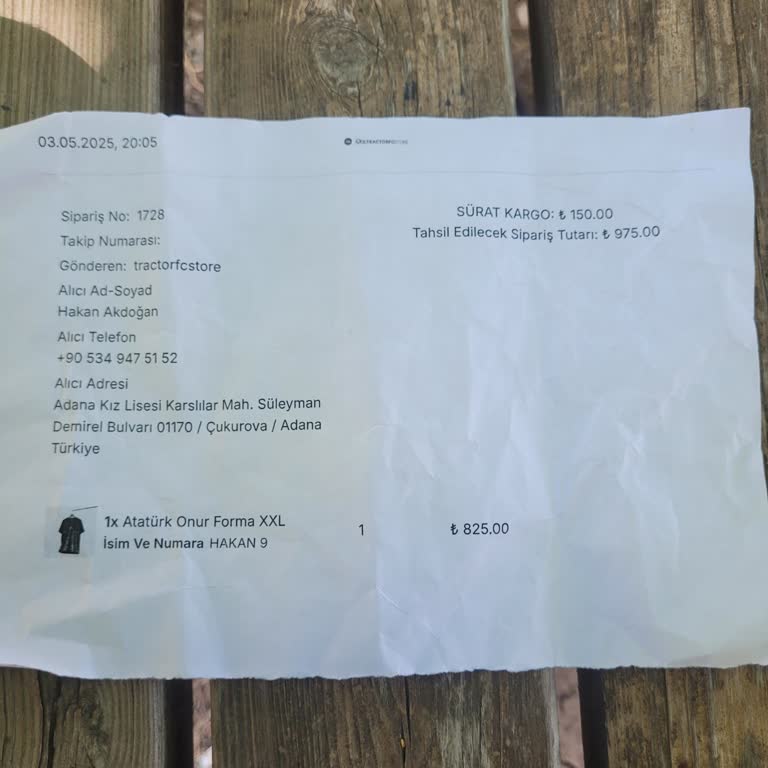 03.05.2025, 20:05
Sipariş No: 1728
Takip Numarası:
Gönderen: tractorfcstore
Alıcı Ad-Soyad
Hakan Akdoğan
Alıcı Telefon
+90 534 947 51 52
Alıcı Adresi
Adana Kız Lisesi Karslılar Mah. Süleyman
Demirel Bulvarı 01170 / Çukurova / Adana
Türkiye
SÜRAT KARGO: ₺ 150.00
Tahsil Edilecek Sipariş Tutarı: ₺ 975.00
1x Atatürk Onur Forma XXL 1 ₺ 825.00
İsim Ve Numara HAKAN 9